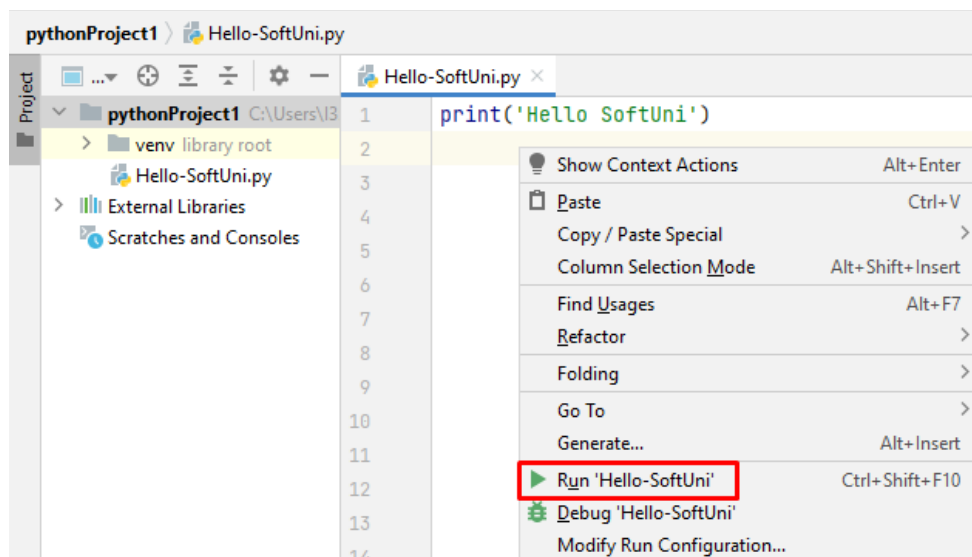 pythonProject1 〉 Hello-SoftUni.py
Project
...
Hello-SoftUni.py
pythonProject1 C:\Users\I3
venv library root
Hello-SoftUni.py
External Libraries
Scratches and Consoles
1 print('Hello SoftUni')
2
3
4
5
6
7
8
9
10
11
12
13
14
Show Context Actions Alt+Enter
Paste Ctrl+V
Copy / Paste Special
Column Selection Mode Alt+Shift+Insert
Find Usages Alt+F7
Refactor
Folding
Go To
Generate... Alt+Insert
Run 'Hello-SoftUni' Ctrl+Shift+F10
Debug 'Hello-SoftUni'
Modify Run Configuration...